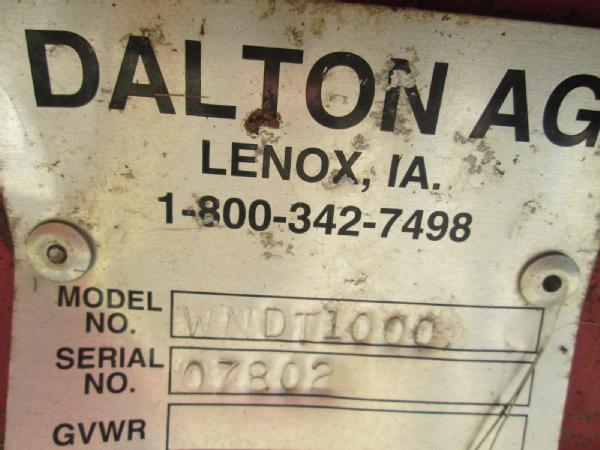 DALTON AG
LENOX, IA.
1-800-342-7498
MODEL NO. WNDT1000
SERIAL NO. 07802
GVWR